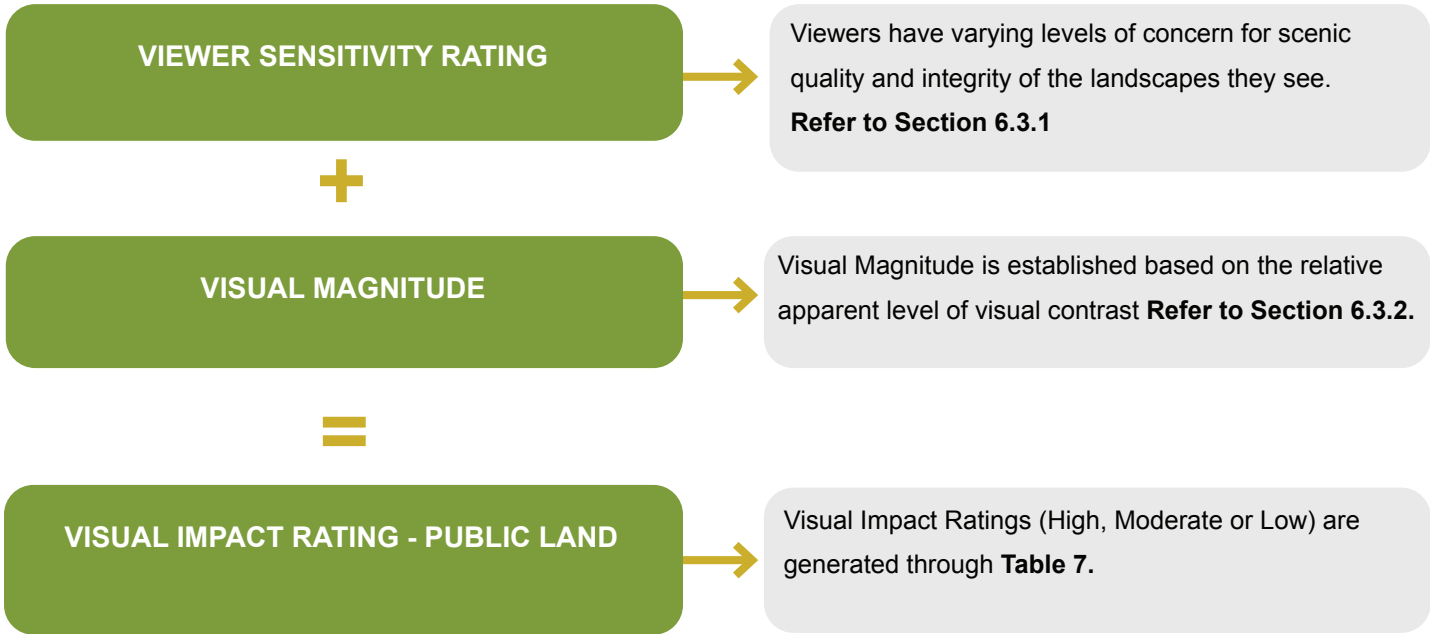 VIEWER SENSITIVITY RATING
Viewers have varying levels of concern for scenic
quality and integrity of the landscapes they see.
Refer to Section 6.3.1
+
VISUAL MAGNITUDE
Visual Magnitude is established based on the relative
apparent level of visual contrast Refer to Section 6.3.2.
=
VISUAL IMPACT RATING - PUBLIC LAND
Visual Impact Ratings (High, Moderate or Low) are
generated through Table 7.